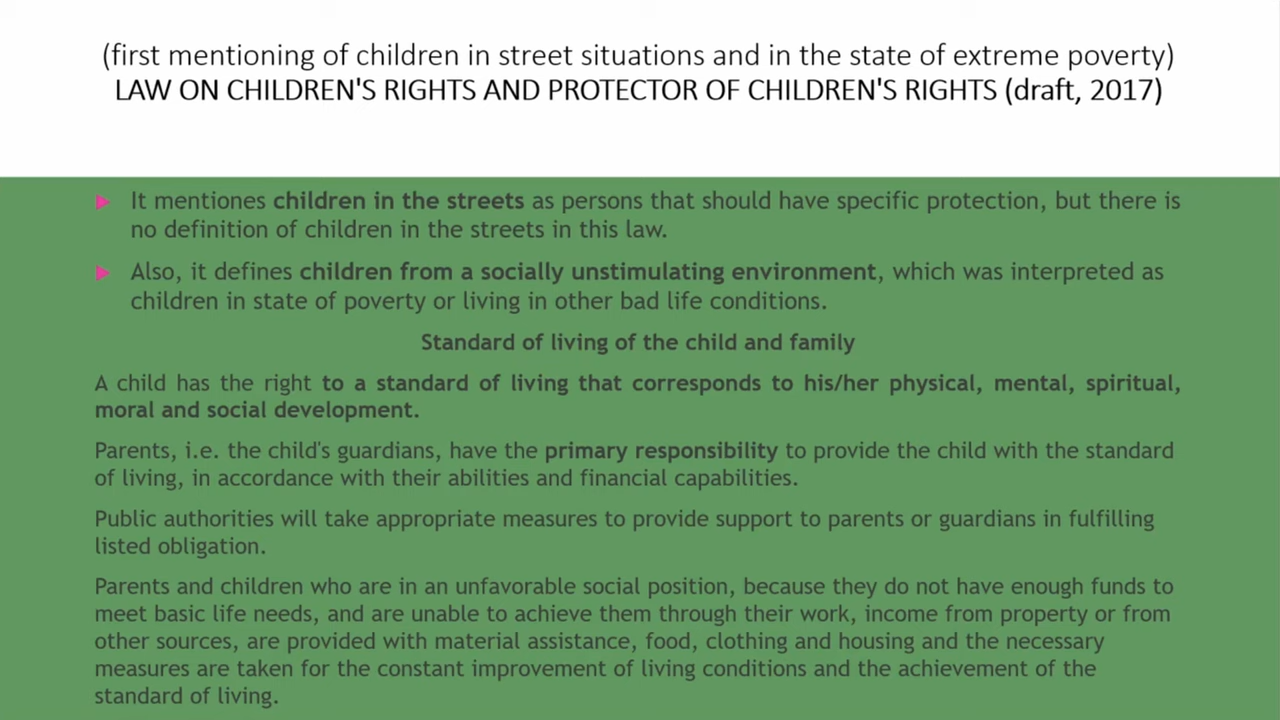 (first mentioning of children in street situations and in the state of extreme poverty)
LAW ON CHILDREN'S RIGHTS AND PROTECTOR OF CHILDREN'S RIGHTS (draft, 2017)
It mentiones children in the streets as persons that should have specific protection, but there is
no definition of children in the streets in this law.
Also, it defines children from a socially unstimulating environment, which was interpreted as
children in state of poverty or living in other bad life conditions.
Standard of living of the child and family
A child has the right to a standard of living that corresponds to his/her physical, mental, spiritual,
moral and social development.
Parents, i.e. the child's guardians, have the primary responsibility to provide the child with the standard
of living, in accordance with their abilities and financial capabilities.
Public authorities will take appropriate measures to provide support to parents or guardians in fulfilling
listed obligation.
Parents and children who are in an unfavorable social position, because they do not have enough funds to
meet basic life needs, and are unable to achieve them through their work, income from property or from
other sources, are provided with material assistance, food, clothing and housing and the necessary
measures are taken for the constant improvement of living conditions and the achievement of the
standard of living.